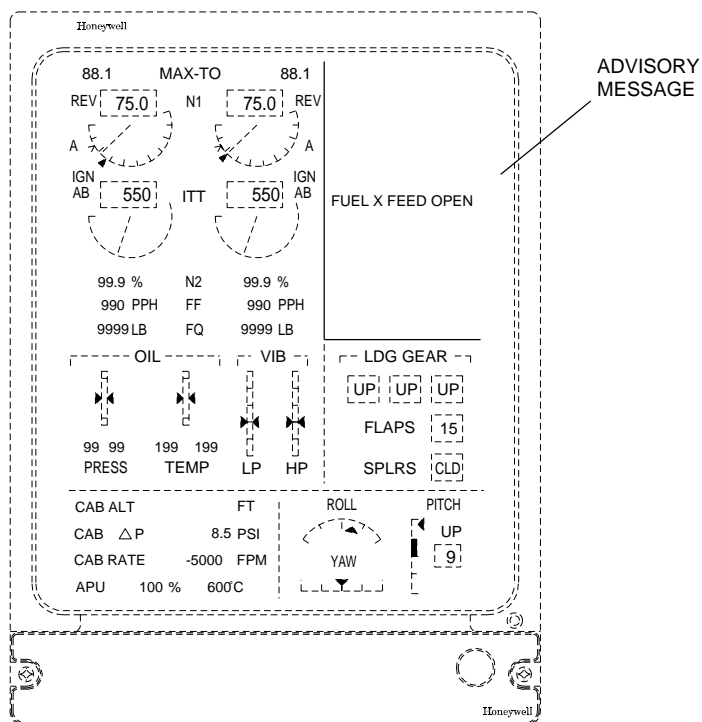 Honeywell
88.1 MAX-TO 88.1
REV 75.0 N1 75.0 REV
A A
IGN IGN
AB 550 ITT 550 AB
99.9 % N2 99.9 %
990 PPH FF 990 PPH
9999 LB FQ 9999 LB
FUEL X FEED OPEN
ADVISORY
MESSAGE
OIL VIB
99 99 199 199
PRESS TEMP LP HP
LDG GEAR
UP UP UP
FLAPS 15
SPLRS CLD
CAB ALT FT
CAB △ P 8.5 PSI
CAB RATE -5000 FPM
APU 100 % 600°C
ROLL
YAW
PITCH
UP
9
Honeywell